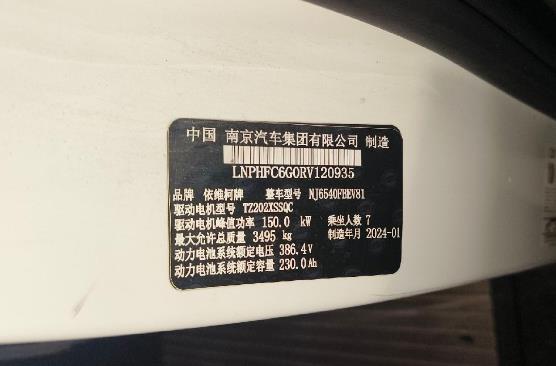 中国 南京汽车集团有限公司 制造
LNPHFC6G0RV120935
品牌 依维柯牌 整车型号 NJ6540FBEV81
驱动电机型号 TZ202XSSQC
驱动电机峰值功率 150.0 kW 乘坐人数 7
最大允许总质量 3495 kg 制造年月 2024-01
动力电池系统额定电压 386.4V
动力电池系统额定容量 230.0Ah